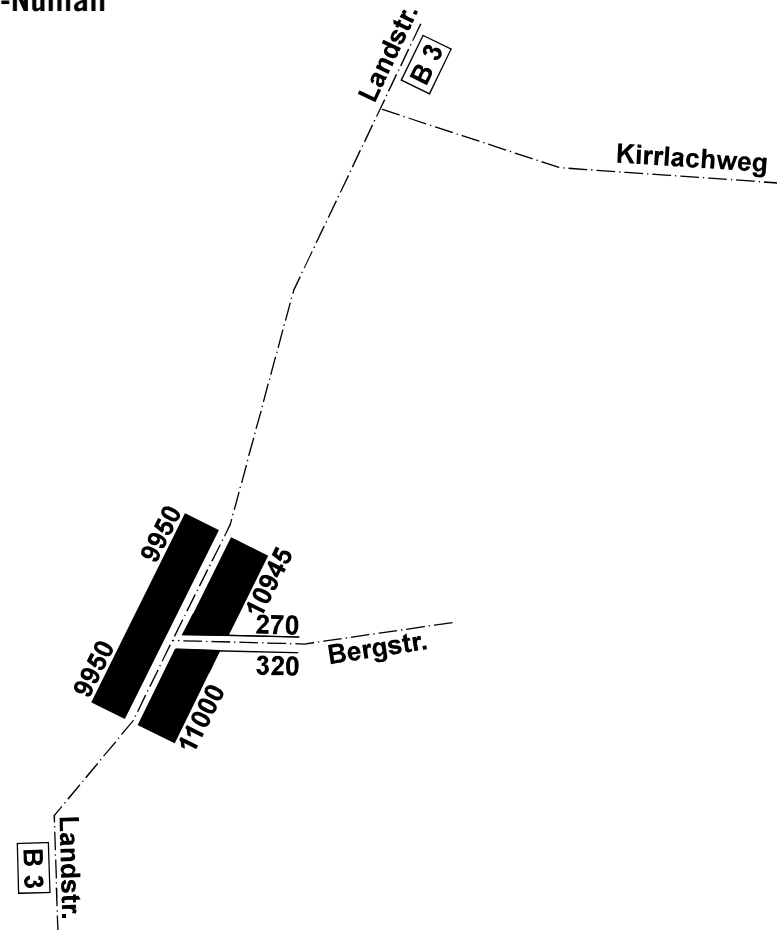 -Nußlan
Landstr.
B 3
Kirrlachweg
9950
10945
270
9950
Bergstr.
320
11000
Landstr.
B 3